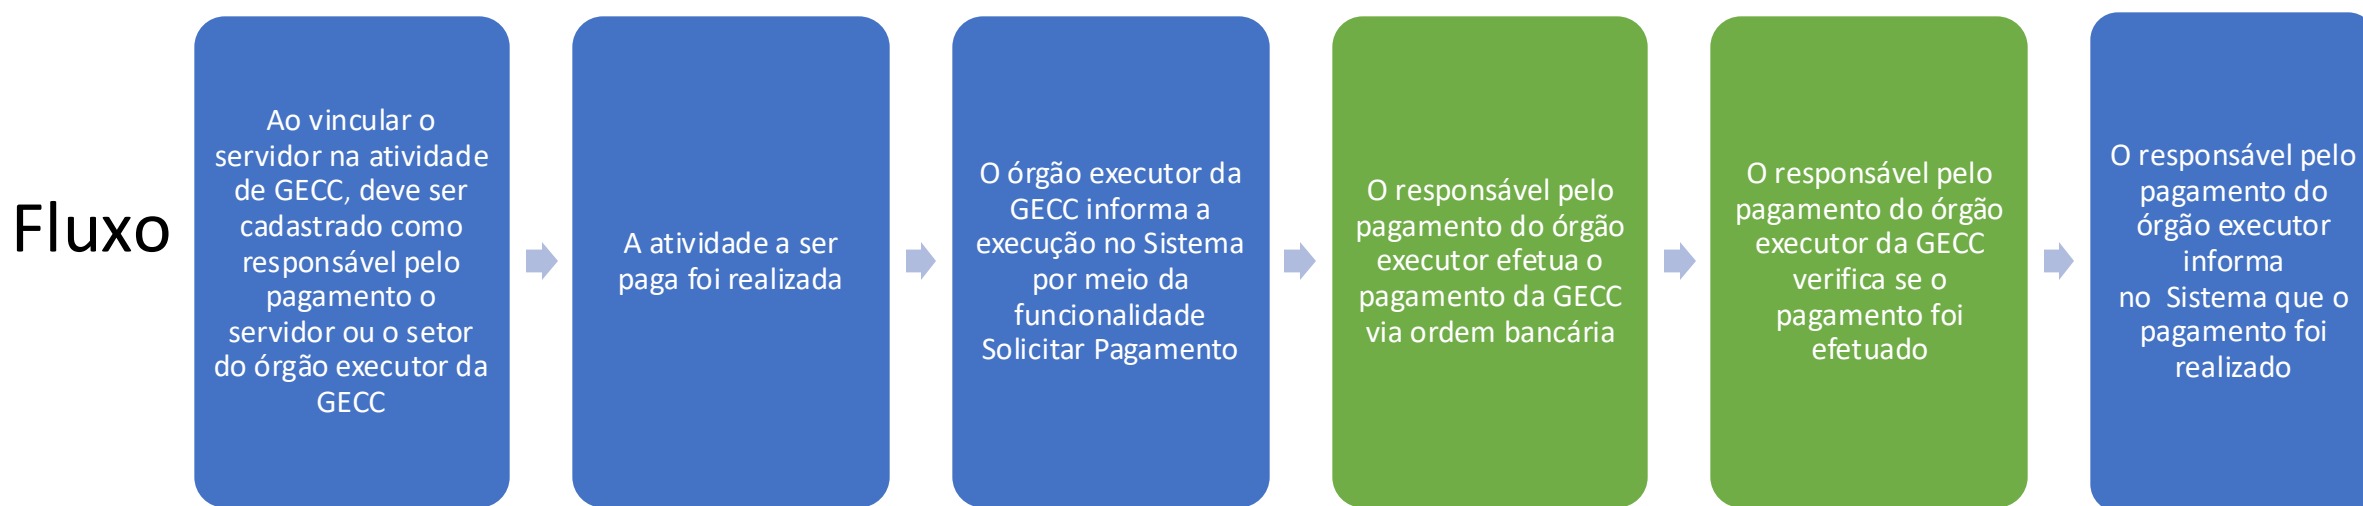 Fluxo
Ao vincular o
servidor na atividade
de GECC, deve ser
cadastrado como
responsável pelo
pagamento o
servidor ou o setor
do órgão executor da
GECC
A atividade a ser
paga foi realizada
O órgão executor da
GECC informa a
execução no Sistema
por meio da
funcionalidade
Solicitar Pagamento
O responsável pelo
pagamento do órgão
executor efetua o
pagamento da GECC
via ordem bancária
O responsável pelo
pagamento do órgão
executor da GECC
verifica se o
pagamento foi
efetuado
O responsável pelo
pagamento do
órgão executor
informa
no  Sistema que o
pagamento foi
realizado